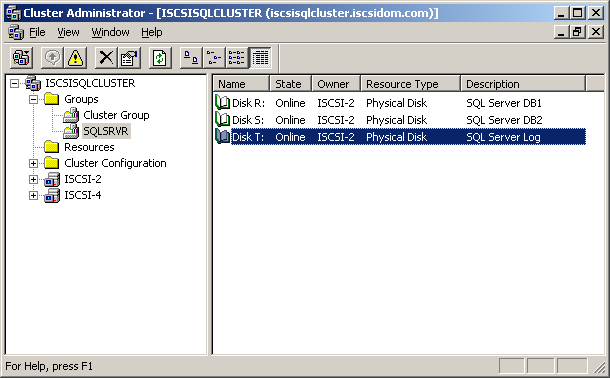 Cluster Administrator - [ISCSISQLCLUSTER (iscsisqlcluster.iscsidom.com)]
File View Window Help
ISCSISQLCLUSTER
Groups
Cluster Group
SQLSRVR
Resources
Cluster Configuration
ISCSI-2
ISCSI-4
Name State Owner Resource Type Description
Disk R: Online ISCSI-2 Physical Disk SQL Server DB1
Disk S: Online ISCSI-2 Physical Disk SQL Server DB2
Disk T: Online ISCSI-2 Physical Disk SQL Server Log
For Help, press F1